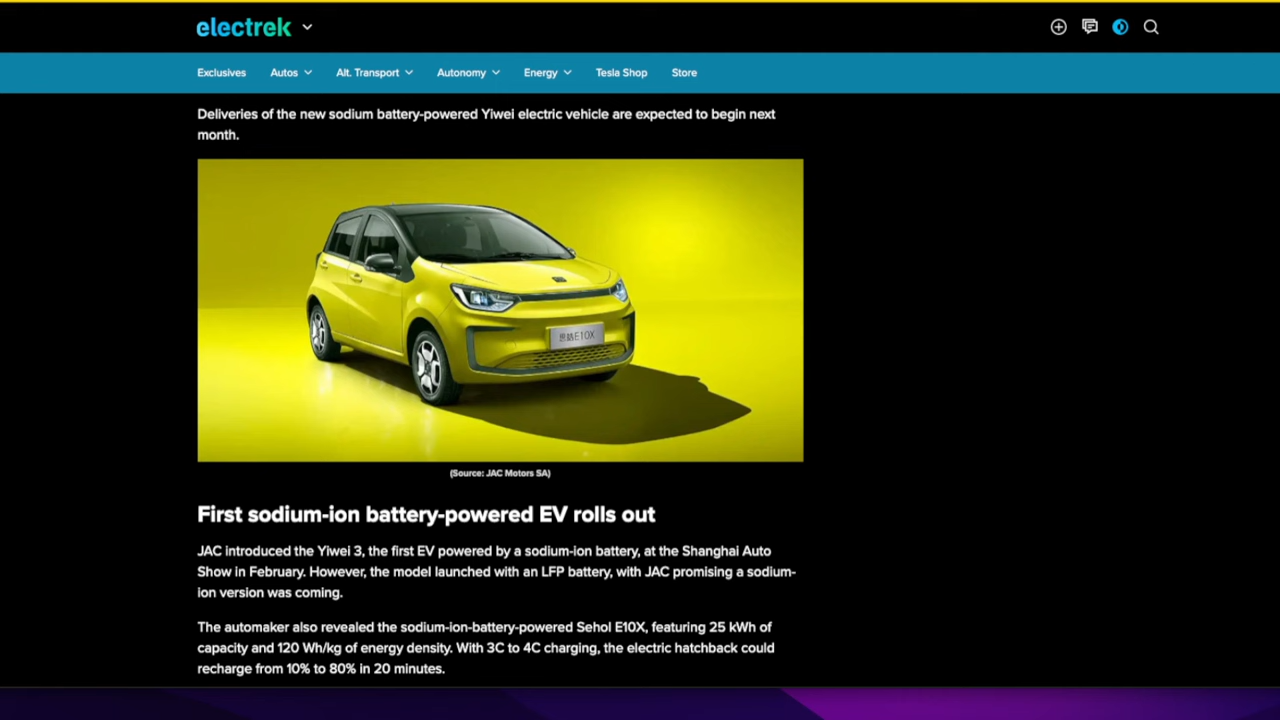 electrek
Exclusives Autos Alt. Transport Autonomy Energy Tesla Shop Store
Deliveries of the new sodium battery-powered Yiwei electric vehicle are expected to begin next
month.
思皓E10X
(Source: JAC Motors SA)
First sodium-ion battery-powered EV rolls out
JAC introduced the Yiwei 3, the first EV powered by a sodium-ion battery, at the Shanghai Auto
Show in February. However, the model launched with an LFP battery, with JAC promising a sodium-
ion version was coming.
The automaker also revealed the sodium-ion-battery-powered Sehol E10X, featuring 25 kWh of
capacity and 120 Wh/kg of energy density. With 3C to 4C charging, the electric hatchback could
recharge from 10% to 80% in 20 minutes.